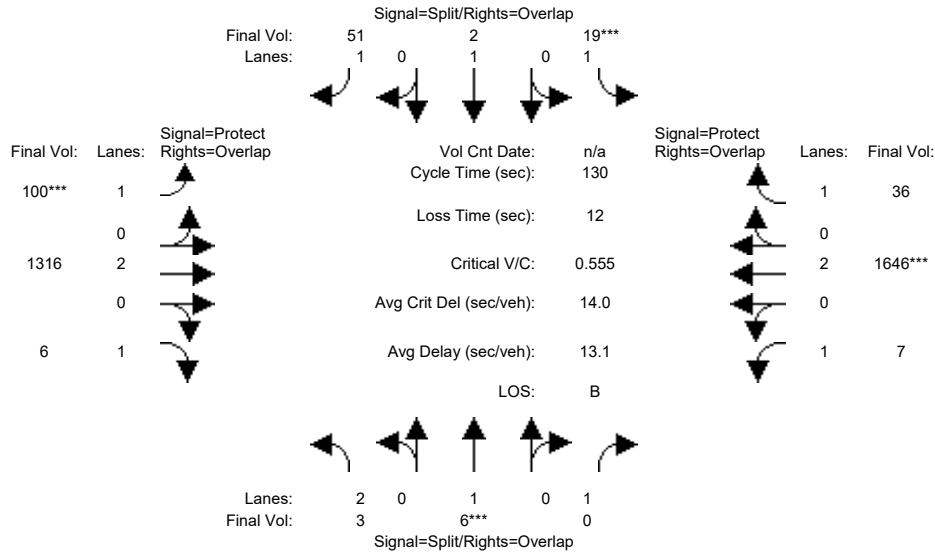 Signal=Split/Rights=Overlap
Final Vol: 51 2 19***
Lanes: 1 0 1 0 1
Signal=Protect
Final Vol: Lanes: Rights=Overlap
Vol Cnt Date: n/a
Signal=Protect
Rights=Overlap Lanes: Final Vol:
Cycle Time (sec): 130
100*** 1
1 36
Loss Time (sec): 12
0
0
1316 2
Critical V/C: 0.555
2 1646***
0
Avg Crit Del (sec/veh): 14.0
0
6 1
Avg Delay (sec/veh): 13.1
1 7
LOS: B
Lanes: 2 0 1 0 1
Final Vol: 3 6*** 0
Signal=Split/Rights=Overlap